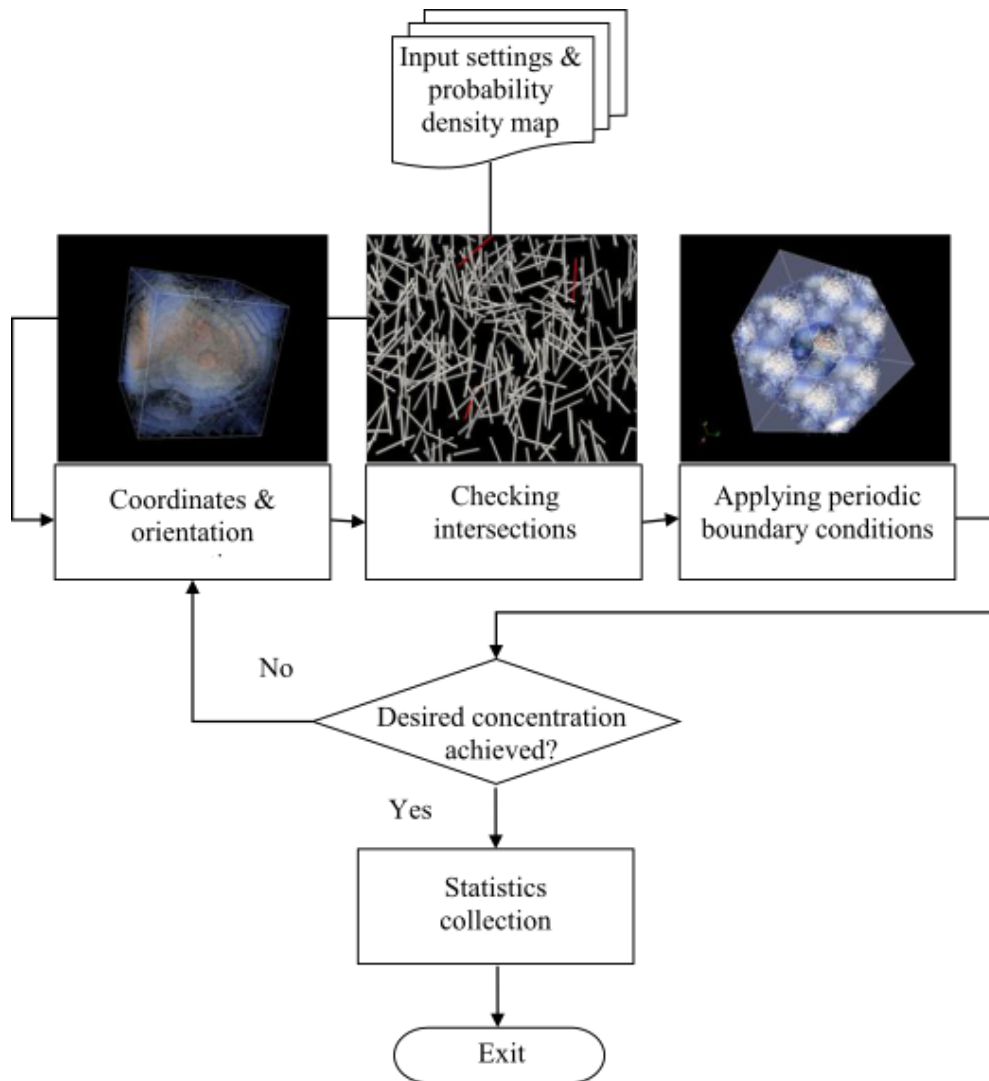 Input settings &
probability
density map
Coordinates &
orientation
Checking
intersections
Applying periodic
boundary conditions
No
Desired concentration
achieved?
Yes
Statistics
collection
Exit